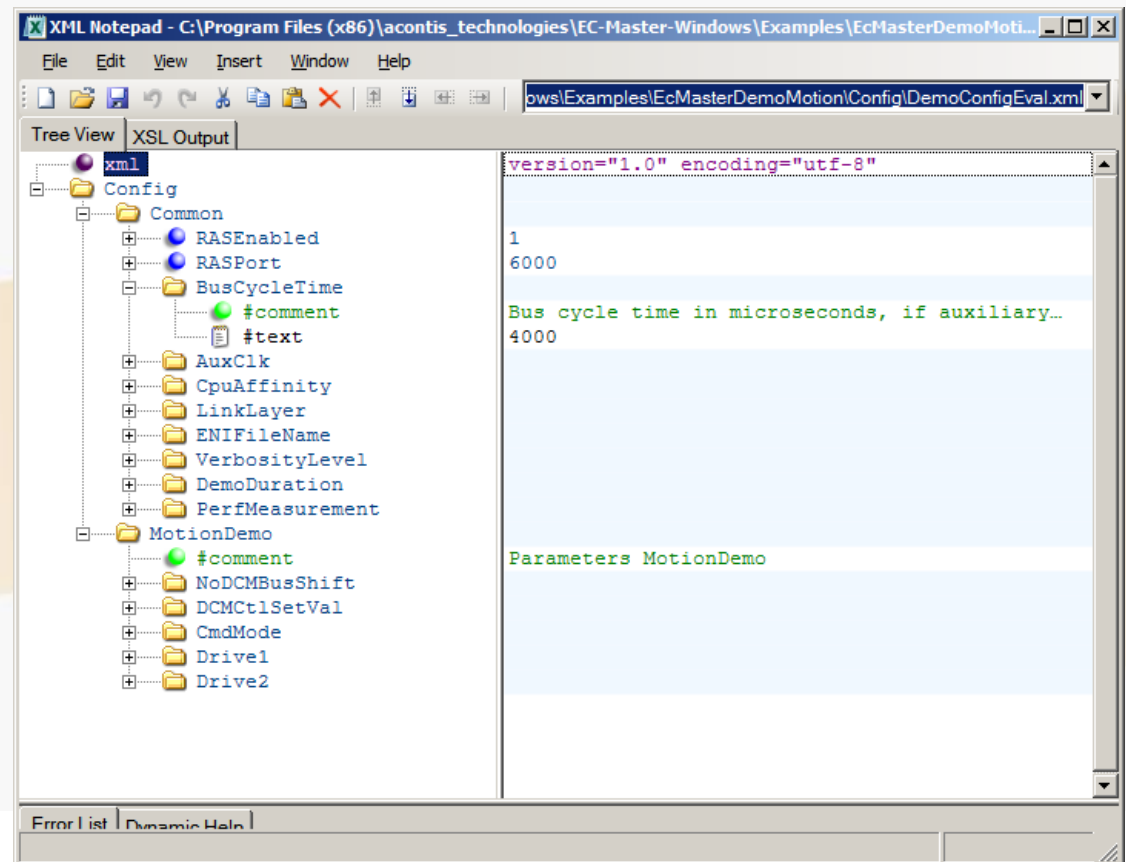 XML Notepad - C:\Program Files (x86)\acontis_technologies\EC-Master-Windows\Examples\EcMasterDemoMoti...
File Edit View Insert Window Help
ows\Examples\EcMasterDemoMotion\Config\DemoConfigEval.xml
Tree View XSL Output
xml version="1.0" encoding="utf-8"
Config
Common
RASEnabled 1
RASPort 6000
BusCycleTime
#comment Bus cycle time in microseconds, if auxiliary…
#text 4000
AuxClk
CpuAffinity
LinkLayer
ENIFileName
VerbosityLevel
DemoDuration
PerfMeasurement
MotionDemo
#comment Parameters MotionDemo
NoDCMBusShift
DCMCtlSetVal
CmdMode
Drive1
Drive2
Error List Dynamic Help